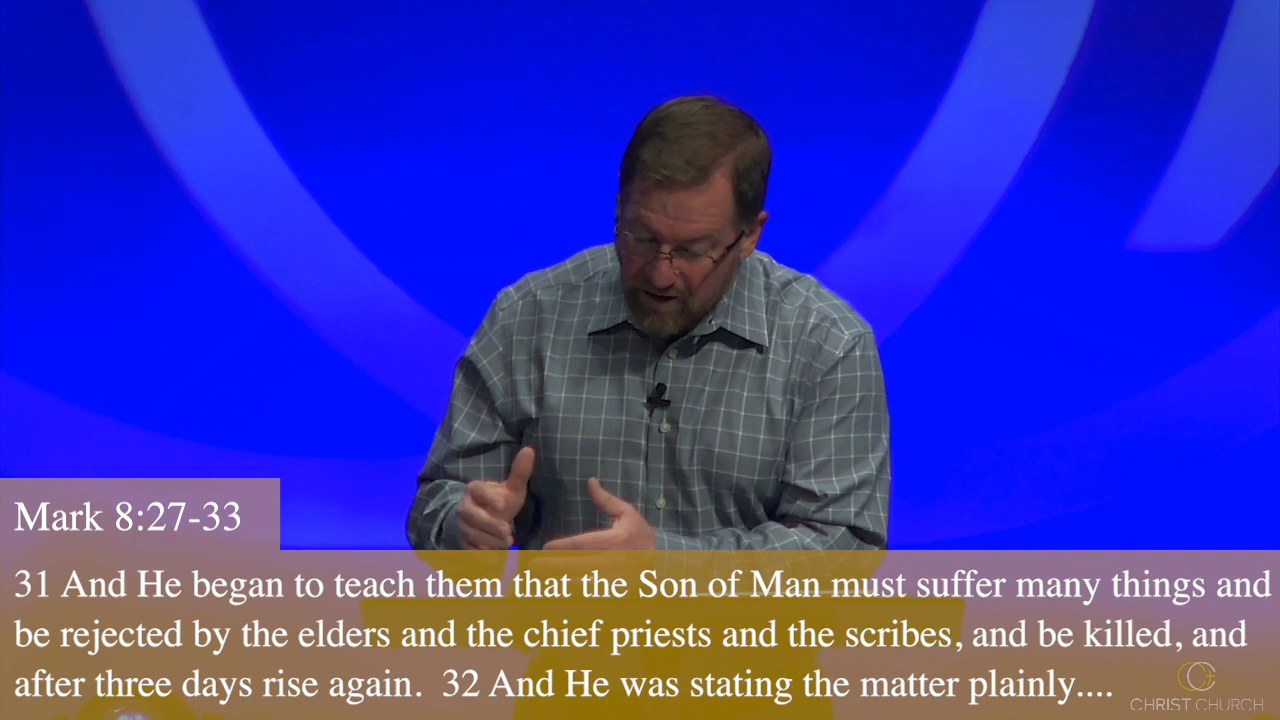 Mark 8:27-33
31 And He began to teach them that the Son of Man must suffer many things and
be rejected by the elders and the chief priests and the scribes, and be killed, and
after three days rise again.  32 And He was stating the matter plainly....
CHRIST CHURCH